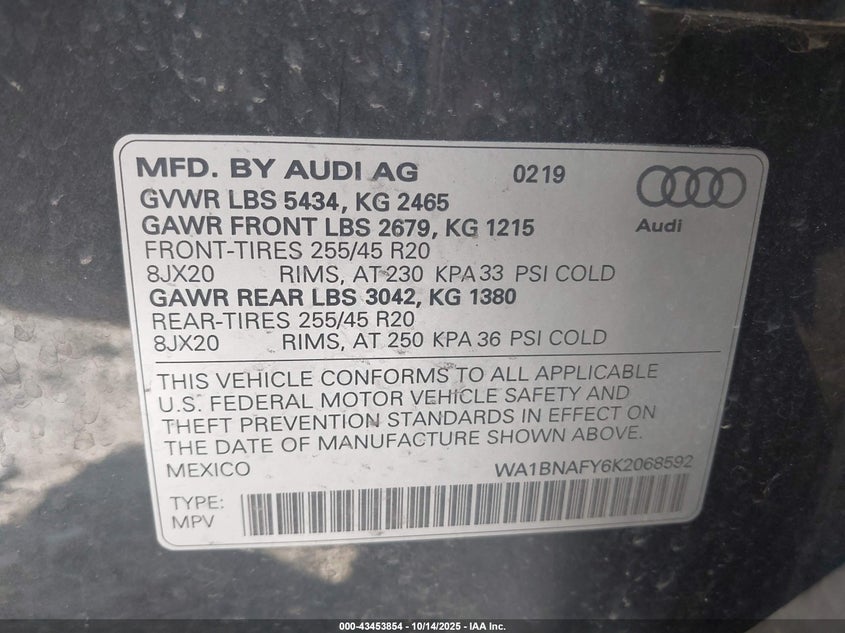 MFD. BY AUDI AG 0219
GVWR LBS 5434, KG 2465
GAWR FRONT LBS 2679, KG 1215
Audi
FRONT-TIRES 255/45 R20
8JX20 RIMS, AT 230 KPA 33 PSI COLD
GAWR REAR LBS 3042, KG 1380
REAR-TIRES 255/45 R20
8JX20 RIMS, AT 250 KPA 36 PSI COLD
THIS VEHICLE CONFORMS TO ALL APPLICABLE
U.S. FEDERAL MOTOR VEHICLE SAFETY AND
THEFT PREVENTION STANDARDS IN EFFECT ON
THE DATE OF MANUFACTURE SHOWN ABOVE.
MEXICO WA1BNAFY6K2068592
TYPE:
MPV
000-43453854 - 10/14/2025 - IAA Inc.